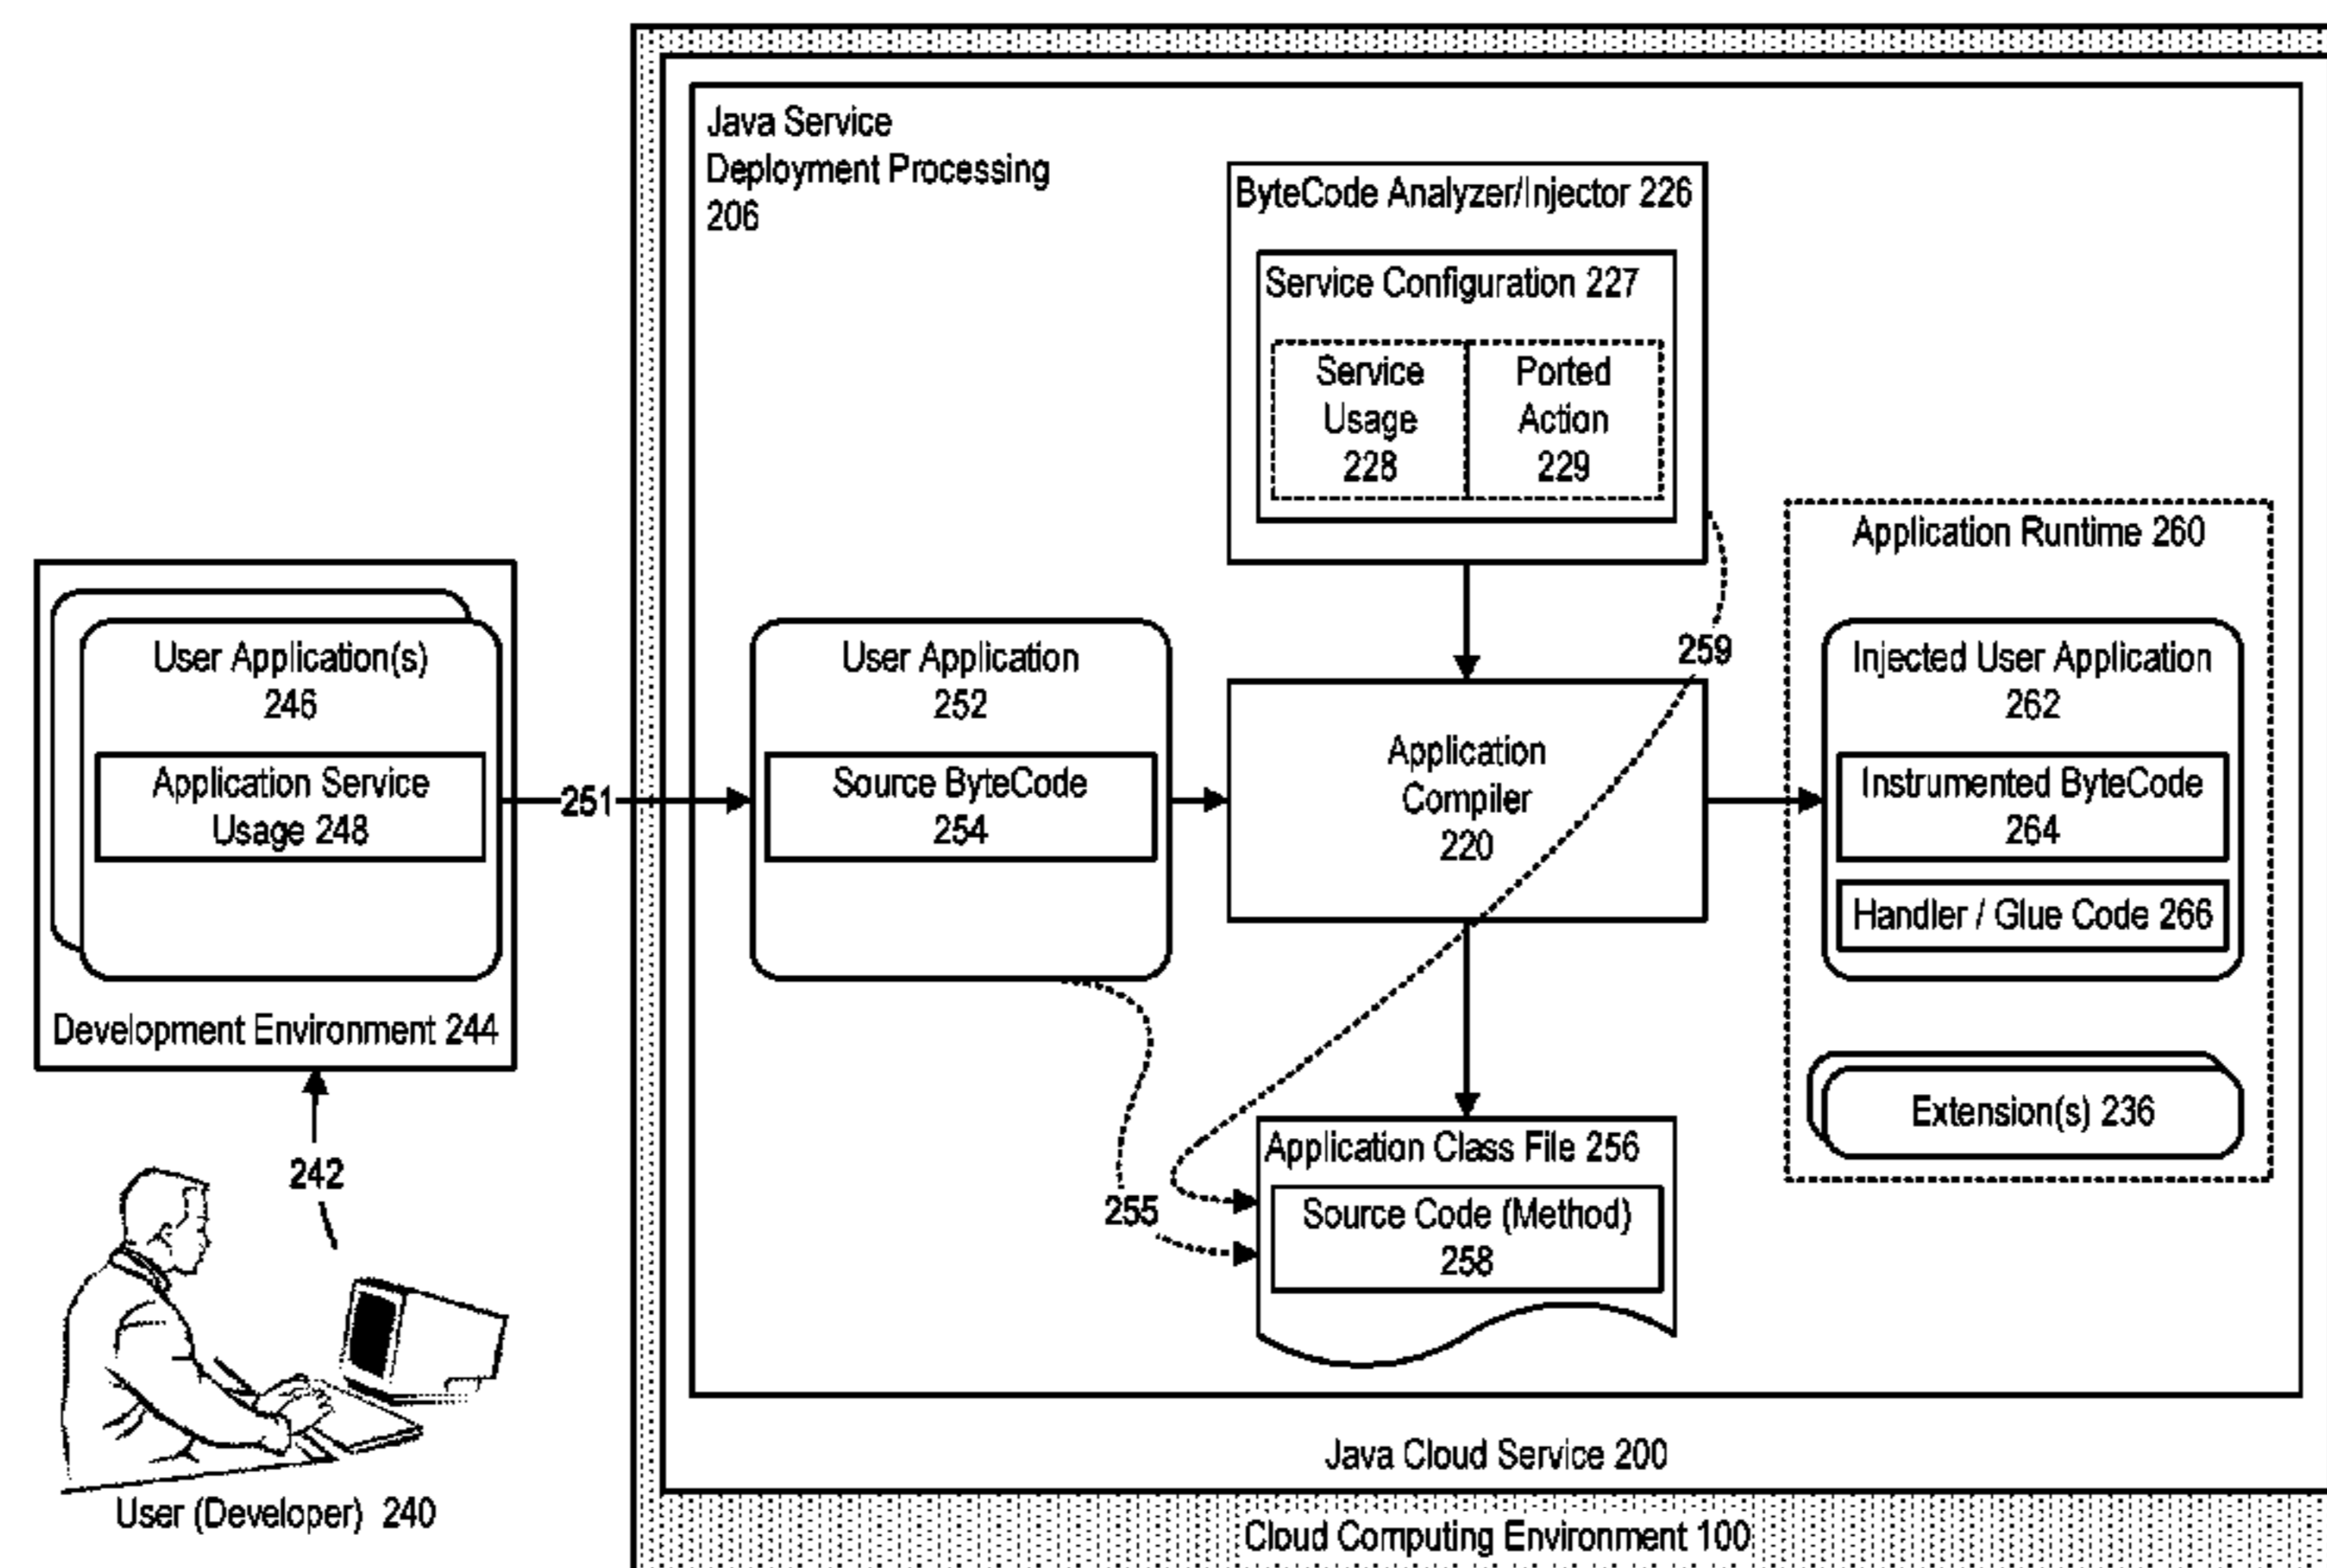 Java Service
Deployment Processing
206
ByteCode Analyzer/Injector 226
Service Configuration 227
Service
Usage
228
Ported
Action
229
Application Runtime 260
259
User Application(s)
246
Application Service
Usage 248
Development Environment 244
251
User Application
252
Source ByteCode
254
Application
Compiler
220
Injected User Application
262
Instrumented ByteCode
264
Handler / Glue Code 266
Extension(s) 236
242
255
Application Class File 256
Source Code (Method)
258
User (Developer) 240
Java Cloud Service 200
Cloud Computing Environment 100